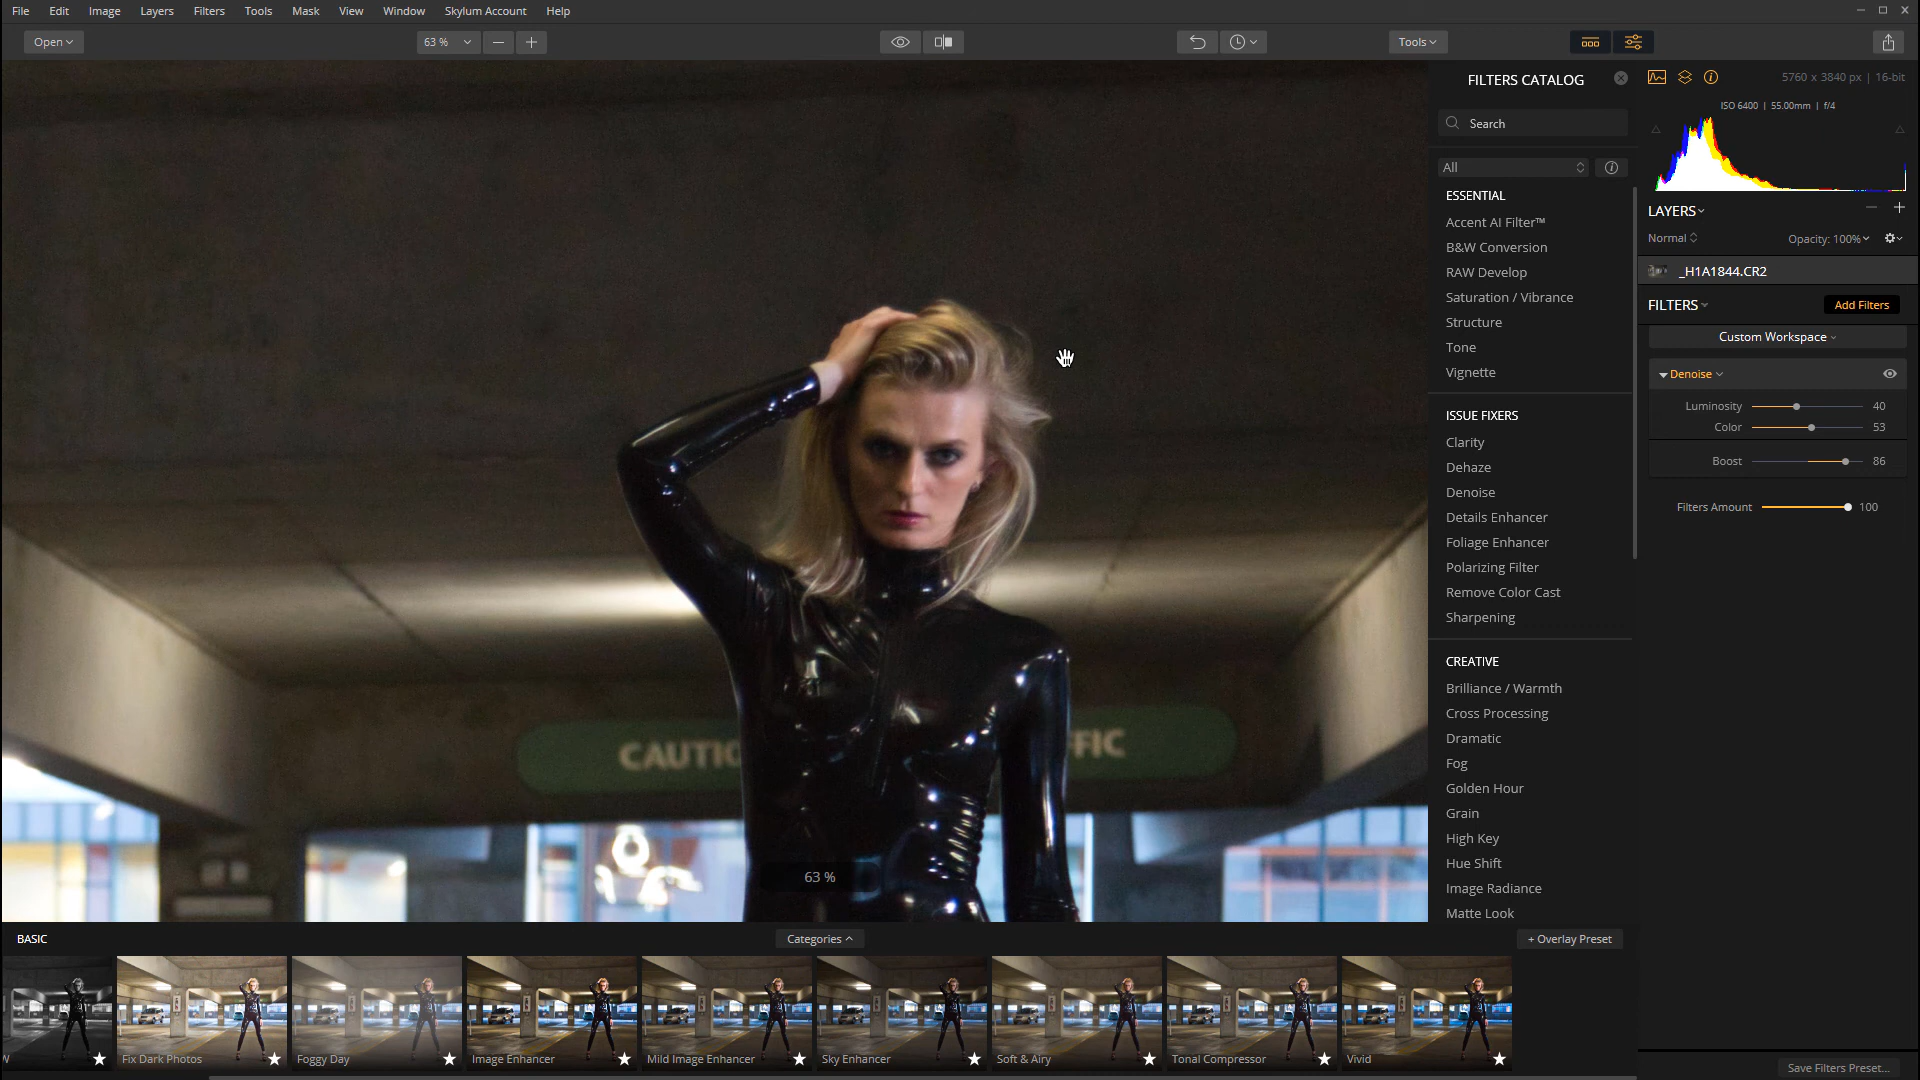 File Edit Image Layers Filters Tools Mask View Window Skylum Account Help
Open 63 % Tools
FILTERS CATALOG
Search
All
ESSENTIAL
Accent AI Filter™
B&W Conversion
RAW Develop
Saturation / Vibrance
Structure
Tone
Vignette
ISSUE FIXERS
Clarity
Dehaze
Denoise
Details Enhancer
Foliage Enhancer
Polarizing Filter
Remove Color Cast
Sharpening
CREATIVE
Brilliance / Warmth
Cross Processing
Dramatic
Fog
Golden Hour
Grain
High Key
Hue Shift
Image Radiance
Matte Look
5760 x 3840 px | 16-bit
ISO 6400 | 55.00mm | f/4
LAYERS
Normal Opacity: 100%
_H1A1844.CR2
FILTERS Add Filters
Custom Workspace
Denoise
Luminosity 40
Color 53
Boost 86
Filters Amount 100
CAUTIO FFIC
63 %
BASIC Categories + Overlay Preset
W Fix Dark Photos Foggy Day Image Enhancer Mild Image Enhancer Sky Enhancer Soft & Airy Tonal Compressor Vivid
Save Filters Preset...